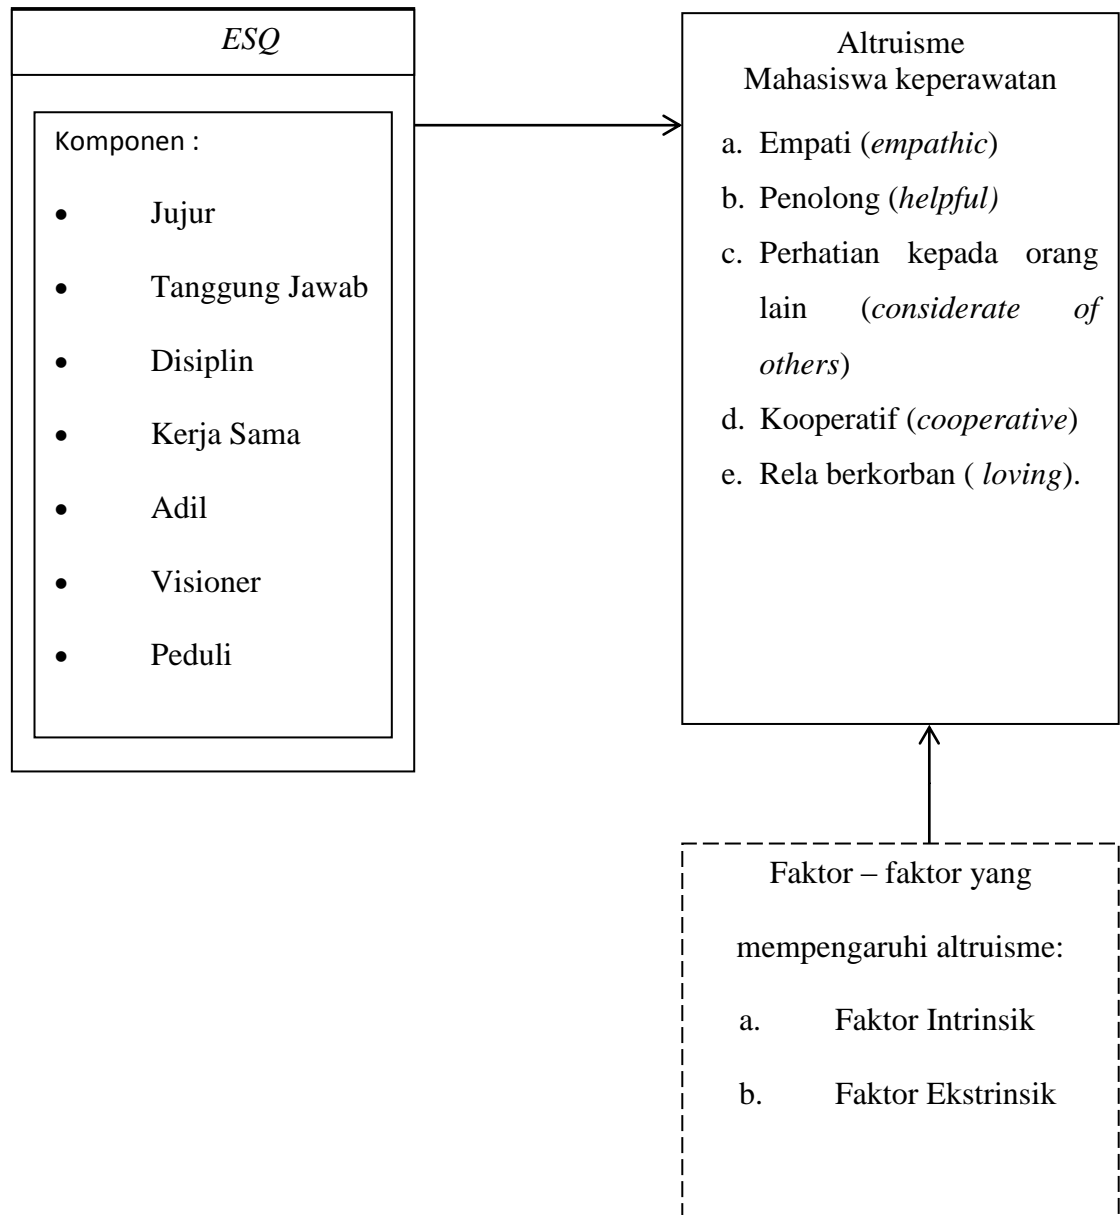 ESQ
Komponen :
• Jujur
• Tanggung Jawab
• Disiplin
• Kerja Sama
• Adil
• Visioner
• Peduli
Altruisme
Mahasiswa keperawatan
a. Empati (empathic)
b. Penolong (helpful)
c. Perhatian kepada orang
lain (considerate of
others)
d. Kooperatif (cooperative)
e. Rela berkorban ( loving).
Faktor – faktor yang
mempengaruhi altruisme:
a. Faktor Intrinsik
b. Faktor Ekstrinsik